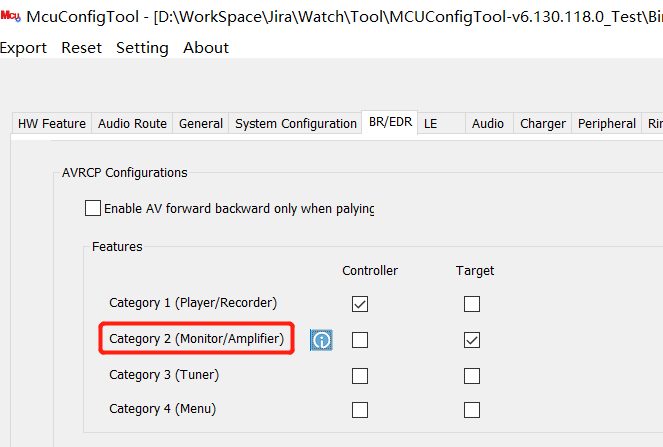 McuConfigTool - [D:\WorkSpace\Jira\Watch\Tool\MCUConfigTool-v6.130.118.0_Test\Bin
Export Reset Setting About
HW Feature Audio Route General System Configuration BR/EDR LE Audio Charger Peripheral Rin
AVRCP Configurations
Enable AV forward backward only when palying
Features
Controller Target
Category 1 (Player/Recorder)
Category 2 (Monitor/Amplifier)
Category 3 (Tuner)
Category 4 (Menu)